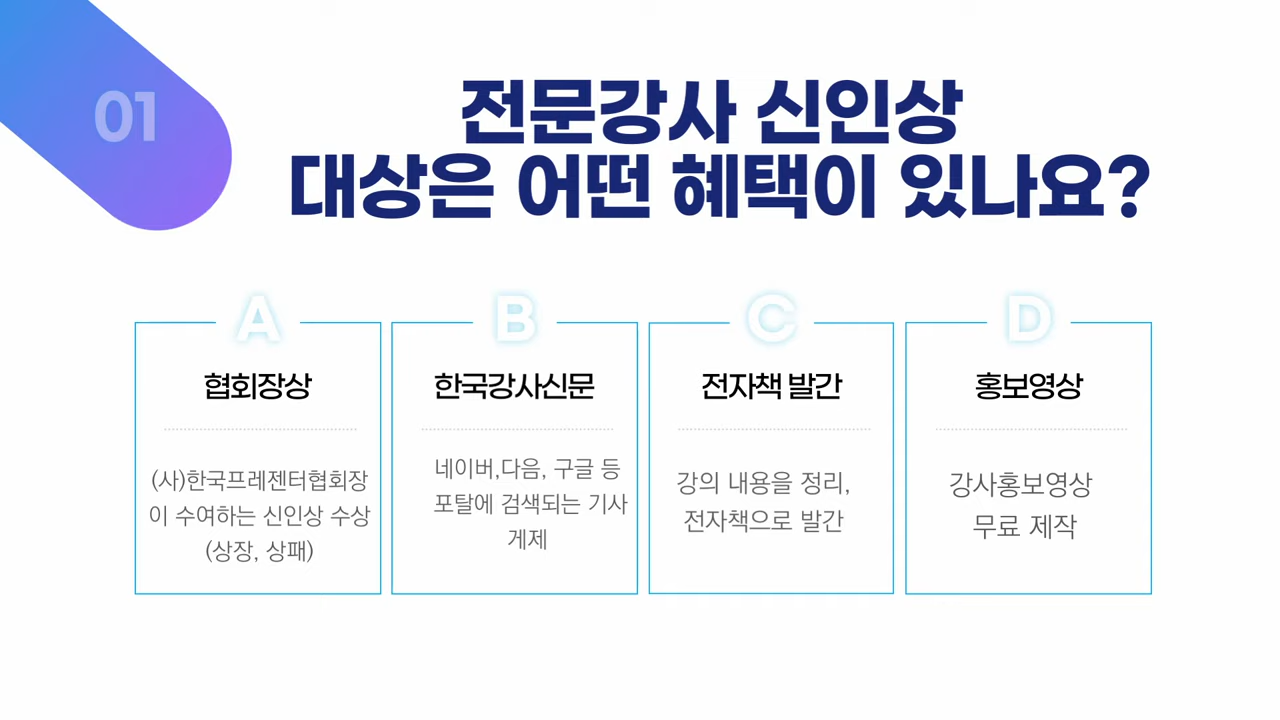 01
전문강사 신인상
대상은 어떤 혜택이 있나요?
A
협회장상
(사)한국프레젠터협회장
이 수여하는 신인상 수상
(상장, 상패)
B
한국강사신문
네이버,다음, 구글 등
포탈에 검색되는 기사
게제
C
전자책 발간
강의 내용을 정리,
전자책으로 발간
D
홍보영상
강사홍보영상
무료 제작